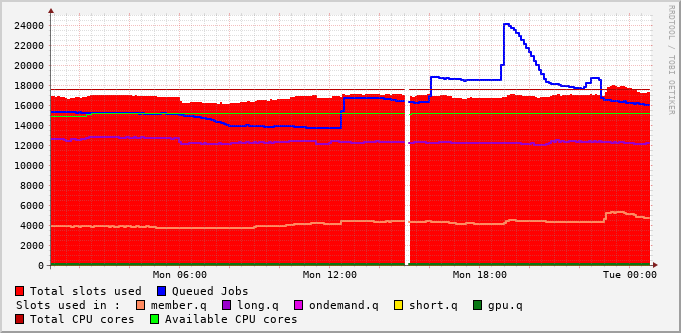 24000
22000
20000
18000
16000
14000
12000
10000
8000
6000
4000
2000
0
Mon 06:00 Mon 12:00 Mon 18:00 Tue 00:00
RRDTOOL / TOBI OETIKER
Total slots used Queued Jobs
Slots used in : member.q long.q ondemand.q short.q gpu.q
Total CPU cores Available CPU cores